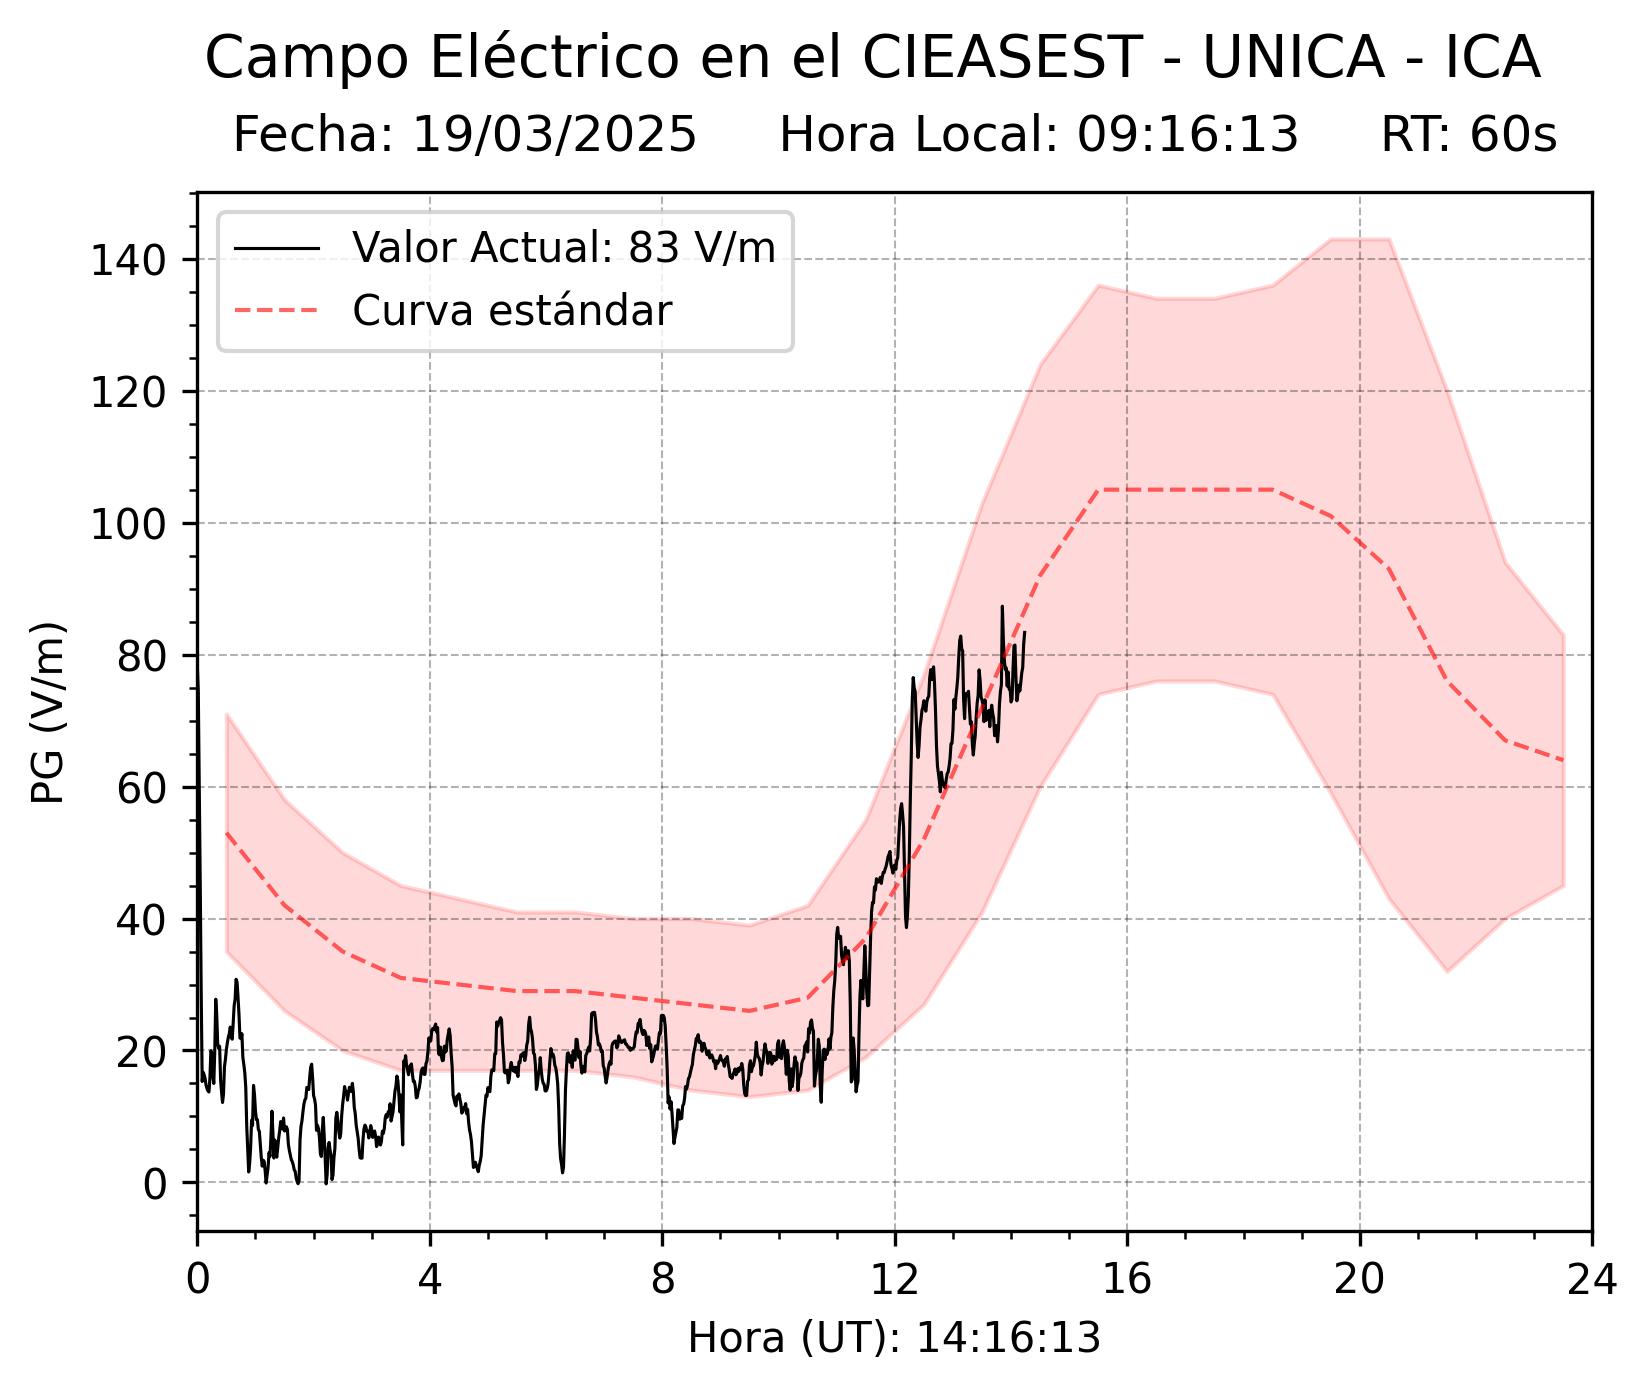 Campo Eléctrico en el CIEASEST - UNICA - ICA
Fecha: 19/03/2025 Hora Local: 09:16:13 RT: 60s
Valor Actual: 83 V/m
Curva estándar
140
120
100
80
60
40
20
0
PG (V/m)
0 4 8 12 16 20 24
Hora (UT): 14:16:13